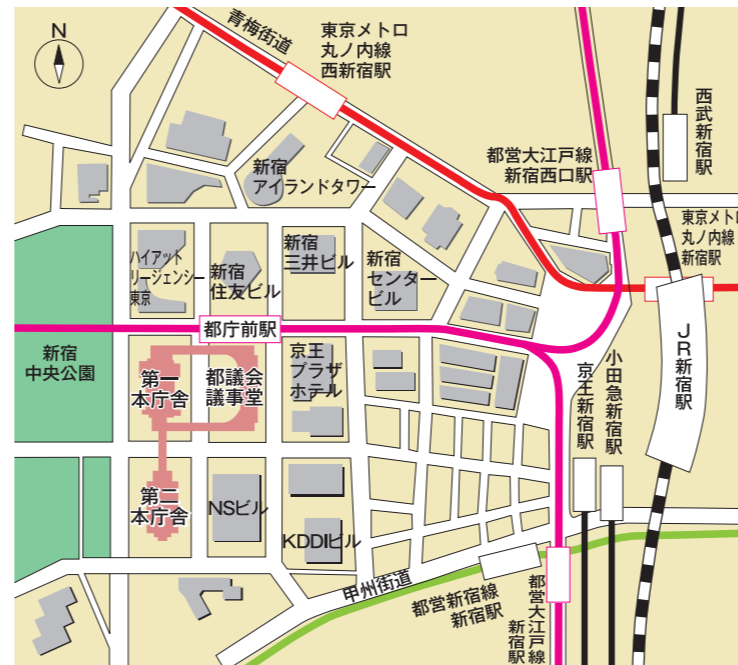 N
青梅街道
東京メトロ
丸ノ内線
西新宿駅
西武新宿駅
都営大江戸線
新宿西口駅
新宿
アイランドタワー
東京メトロ
丸ノ内線
新宿駅
ハイアット
リージェンシー
東京
新宿
住友ビル
新宿
三井ビル
新宿
センター
ビル
都庁前駅
JR新宿駅
新宿
中央公園
第一
本庁舎
都議会
議事堂
京王
プラザ
ホテル
小田急新宿駅
京王新宿駅
第二
本庁舎
NSビル
KDDIビル
甲州街道
都営新宿線
新宿駅
都営大江戸線
新宿駅